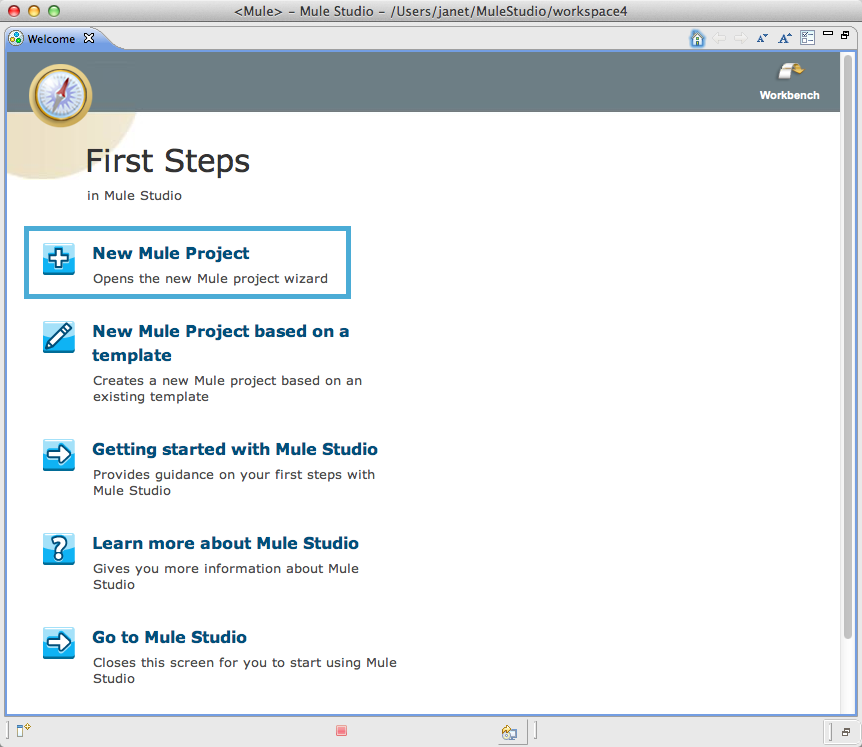 <Mule> - Mule Studio - /Users/janet/MuleStudio/workspace4
Welcome
Workbench
First Steps
in Mule Studio
New Mule Project
Opens the new Mule project wizard
New Mule Project based on a
template
Creates a new Mule project based on an
existing template
Getting started with Mule Studio
Provides guidance on your first steps with
Mule Studio
Learn more about Mule Studio
Gives you more information about Mule
Studio
Go to Mule Studio
Closes this screen for you to start using Mule
Studio